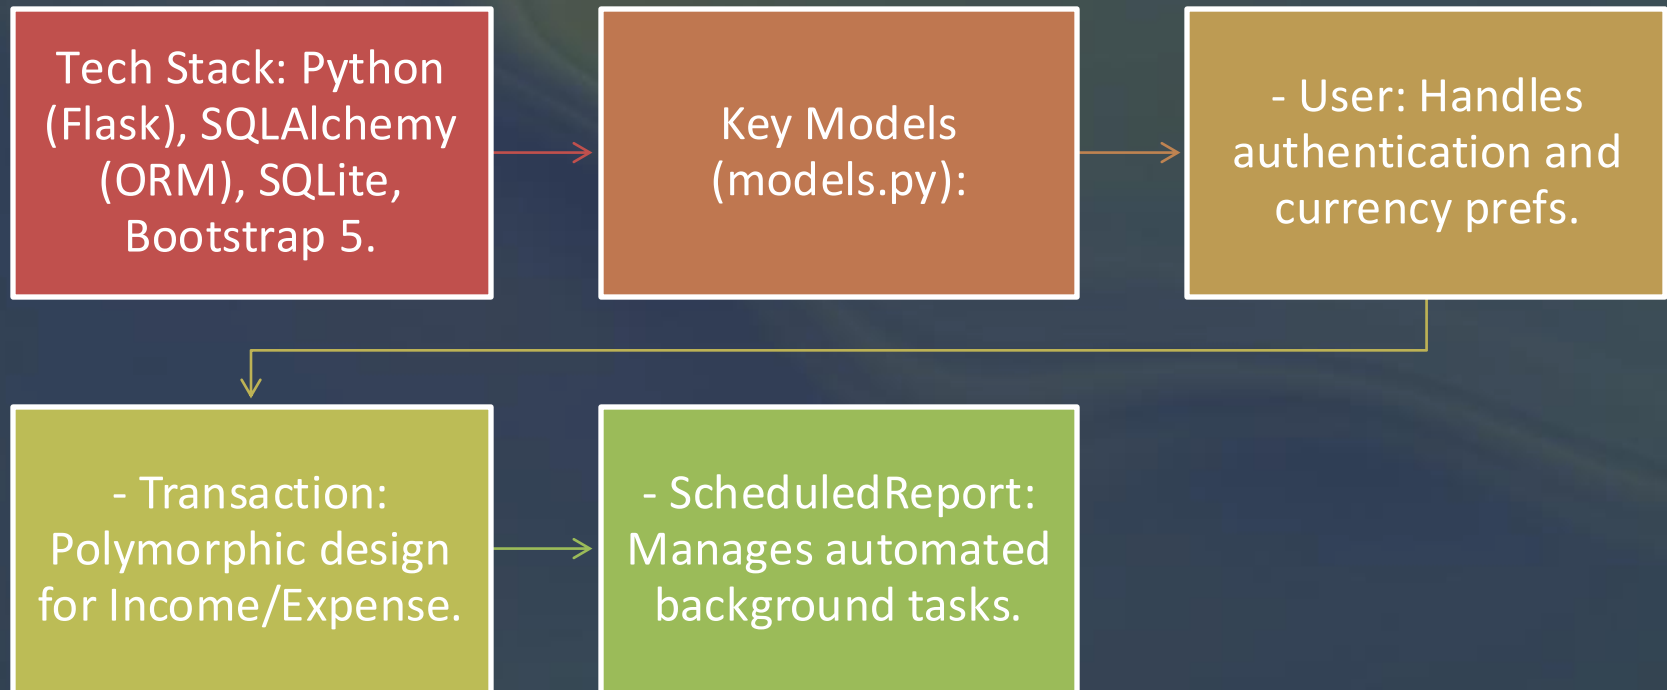 Tech Stack: Python
(Flask), SQLAlchemy
(ORM), SQLite,
Bootstrap 5.
Key Models
(models.py):
- User: Handles
authentication and
currency prefs.
- Transaction:
Polymorphic design
for Income/Expense.
- ScheduledReport:
Manages automated
background tasks.